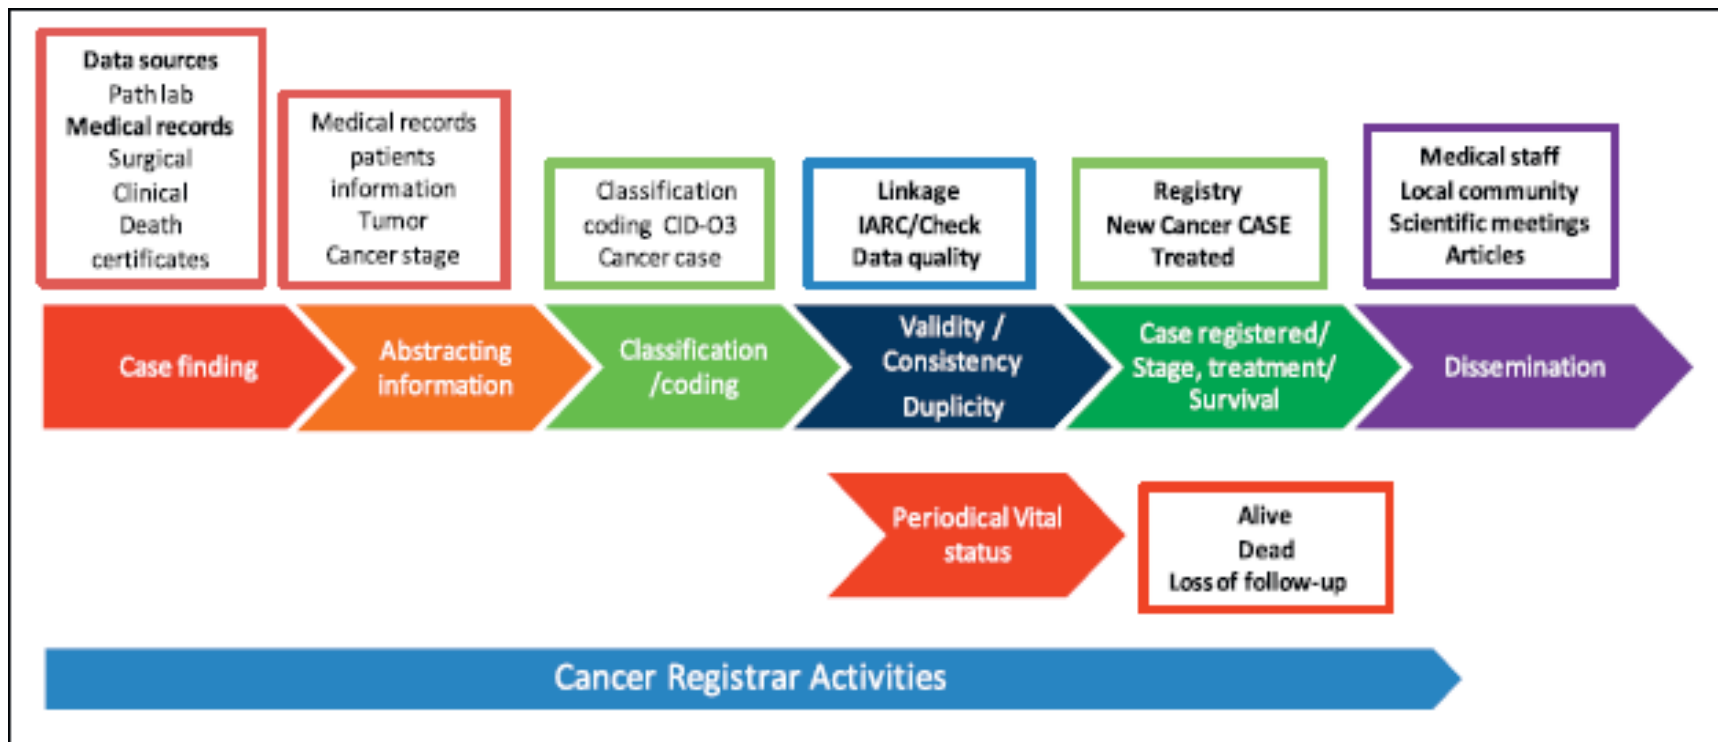 Data sources
Path lab
Medical records
Surgical
Clinical
Death
certificates
Medical records
patients
information
Tumor
Cancer stage
Classification
coding CID-O3
Cancer case
Linkage
IARC/Check
Data quality
Registry
New Cancer CASE
Treated
Medical staff
Local community
Scientific meetings
Articles
Case finding
Abstracting
information
Classification
/coding
Validity /
Consistency
Duplicity
Case registered/
Stage, treatment/
Survival
Dissemination
Periodical Vital
status
Alive
Dead
Loss of follow-up
Cancer Registrar Activities